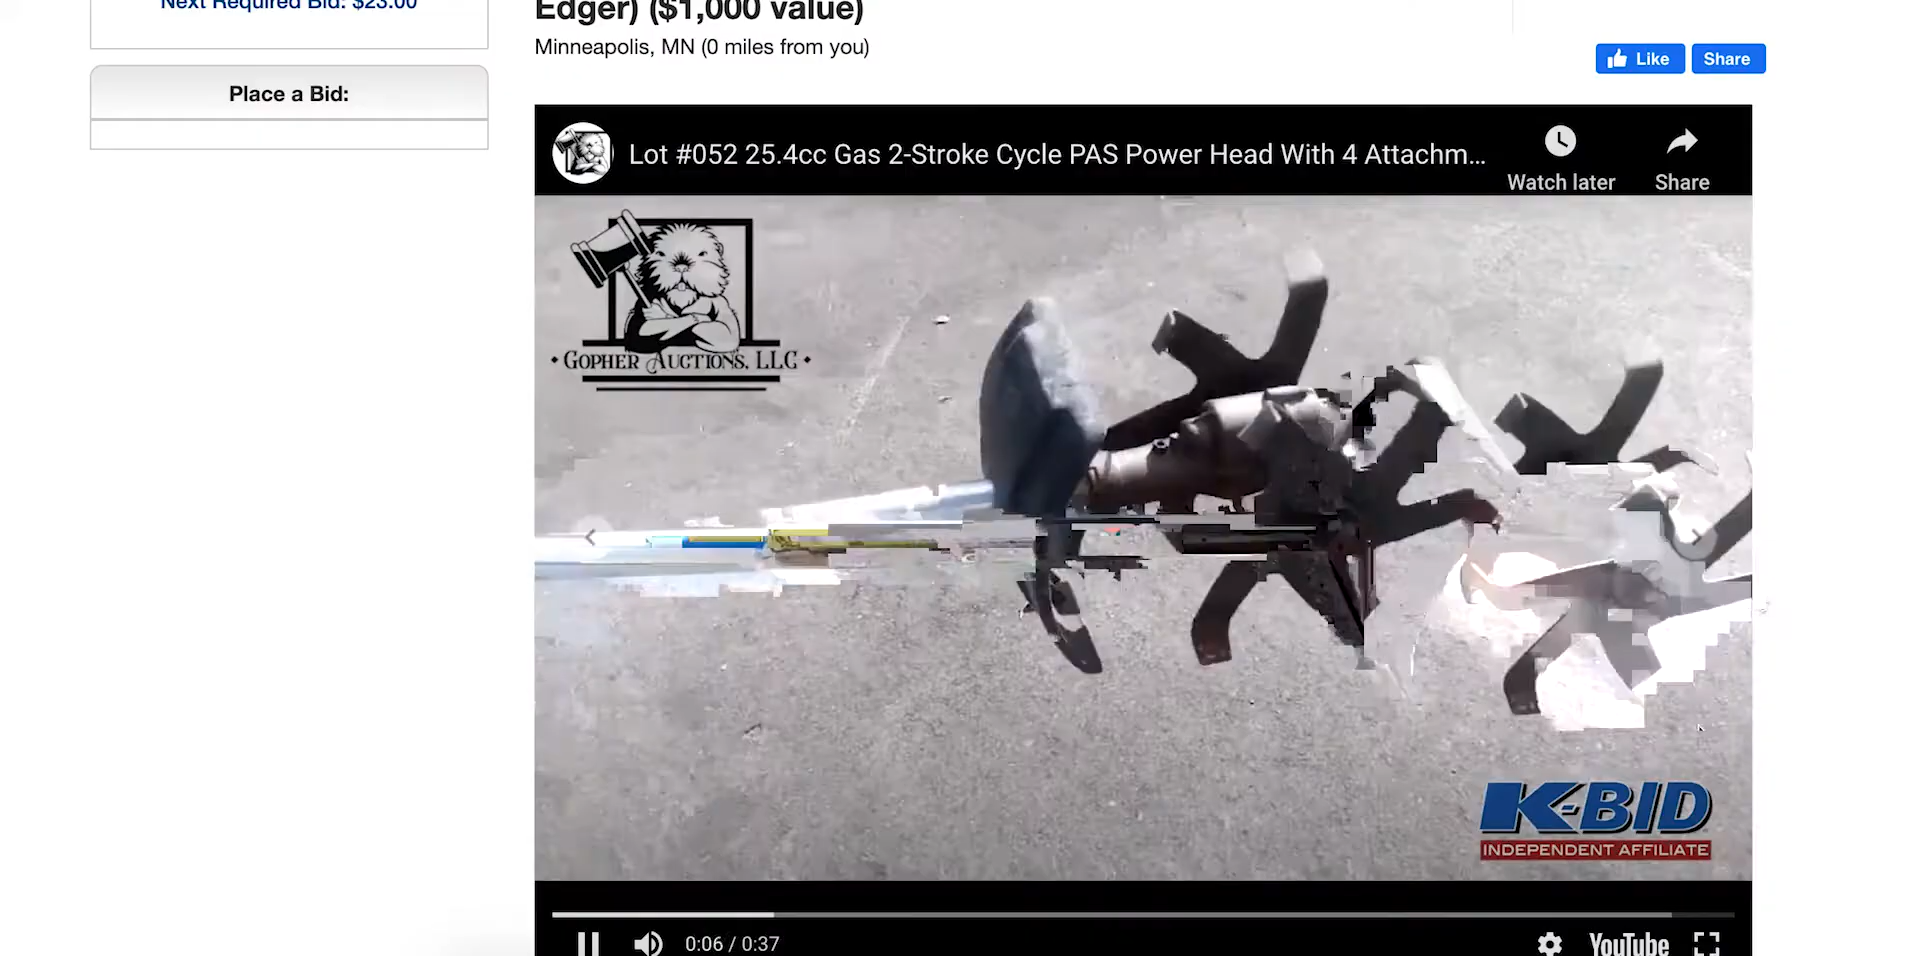 Next Required Bid: $23.00
Place a Bid:
Edger) ($1,000 value)
Minneapolis, MN (0 miles from you)
Like
Share
Lot #052 25.4cc Gas 2-Stroke Cycle PAS Power Head With 4 Attachm...
Watch later
Share
GOPHER AUCTIONS, LLC
K-BID
INDEPENDENT AFFILIATE
0:06 / 0:37
YouTube